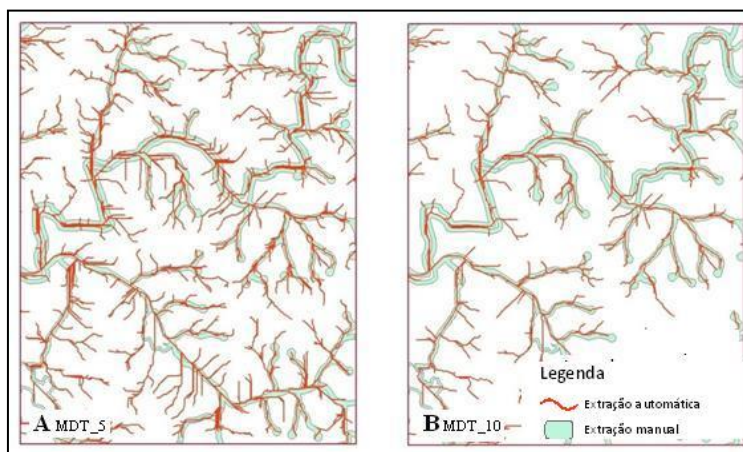 A MDT_5
B MDT_10
Legenda
Extração automática
Extração manual